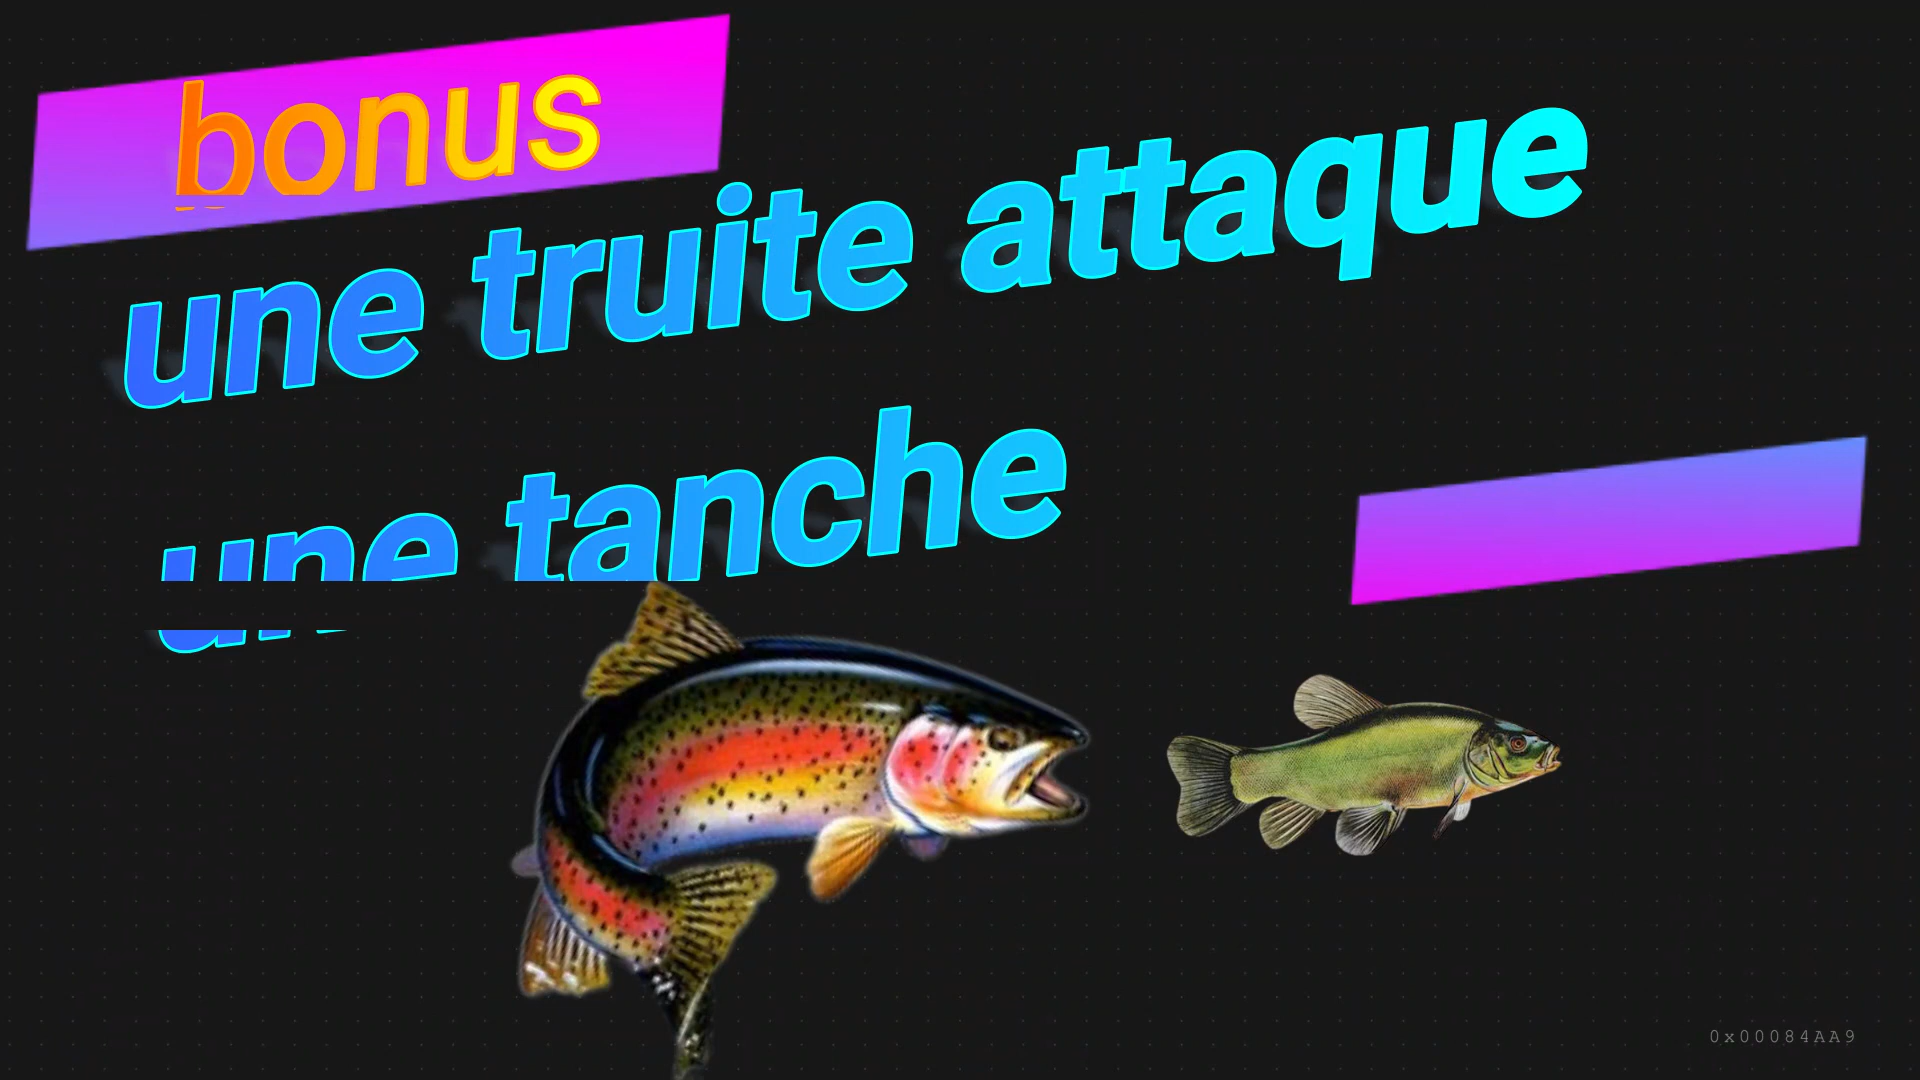 bonus
une truite attaque
une tanche
0x00084AA9